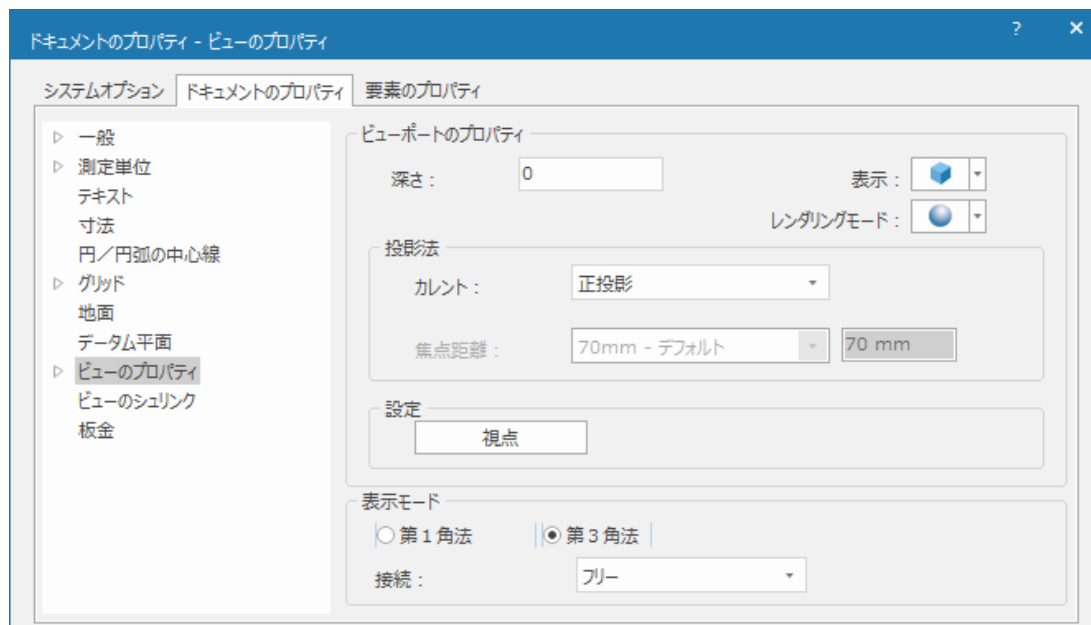 ドキュメントのプロパティ - ビューのプロパティ
?
×
システムオプション
ドキュメントのプロパティ
要素のプロパティ
一般
測定単位
テキスト
寸法
円／円弧の中心線
グリッド
地面
データム平面
ビューのプロパティ
ビューのシュリンク
板金
ビューポートのプロパティ
深さ： 0
表示：
レンダリングモード：
投影法
カレント： 正投影
焦点距離： 70mm - デフォルト 70 mm
設定
視点
表示モード
第１角法 第３角法
接続： フリー